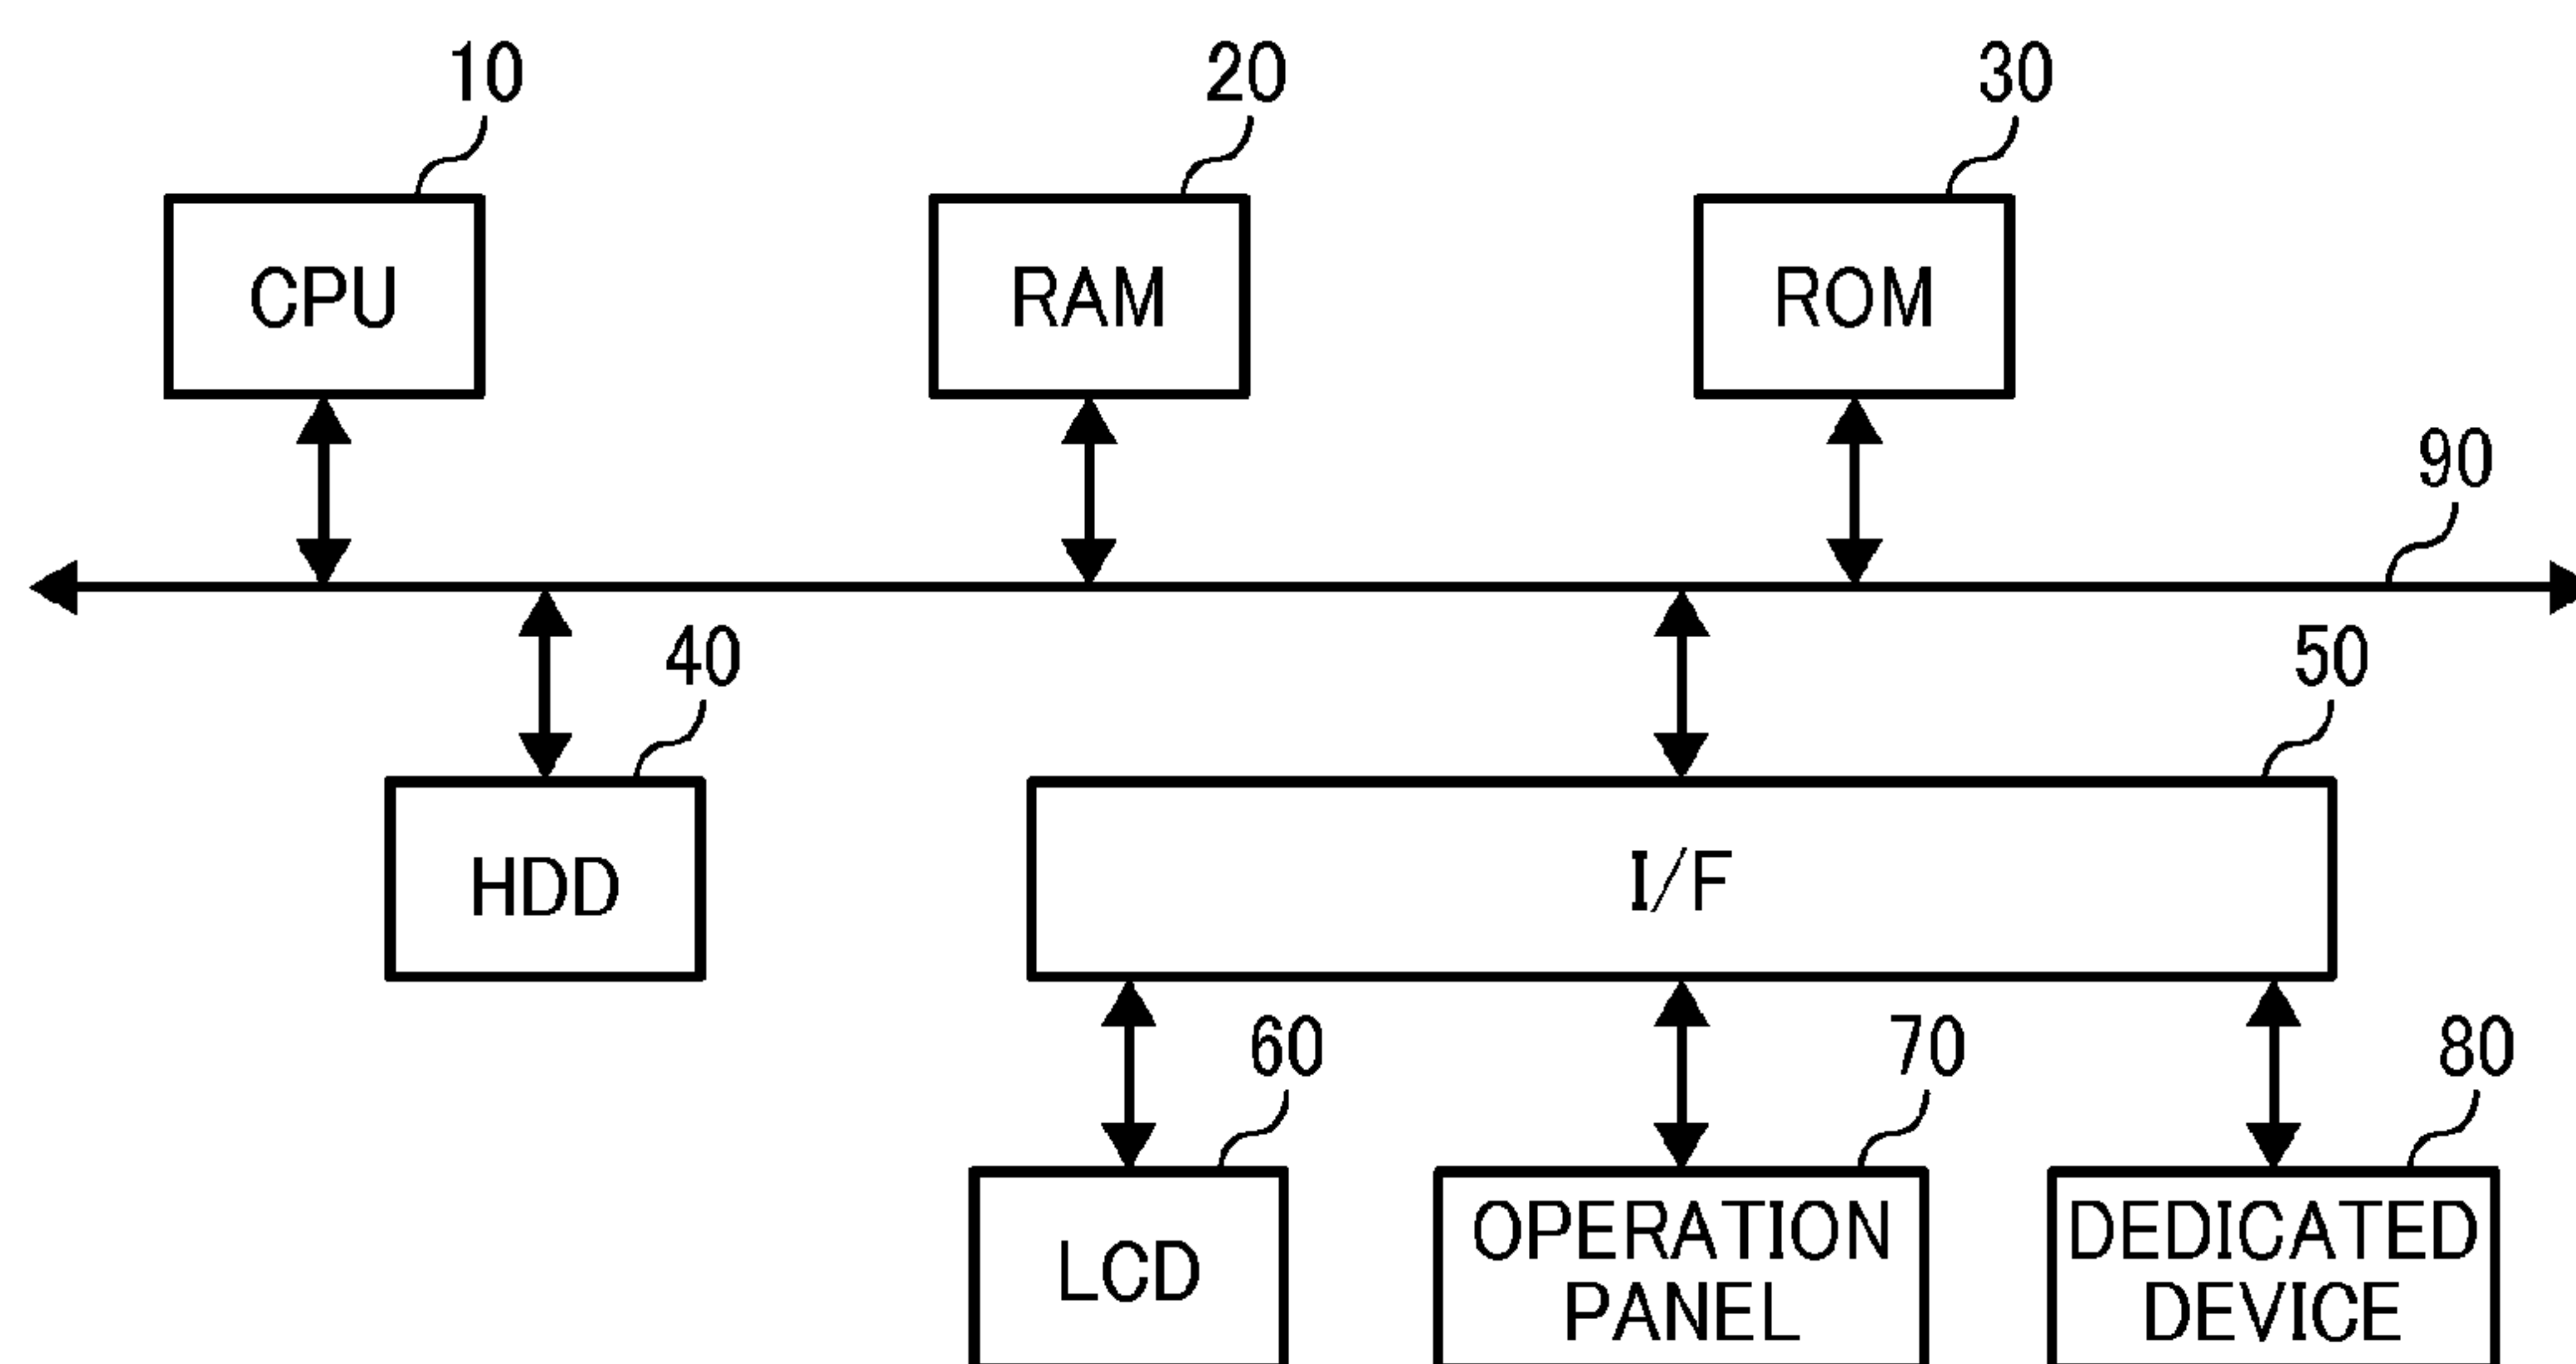 10
20
30
CPU
RAM
ROM
90
40
50
HDD
I/F
60
70
80
LCD
OPERATION
PANEL
DEDICATED
DEVICE